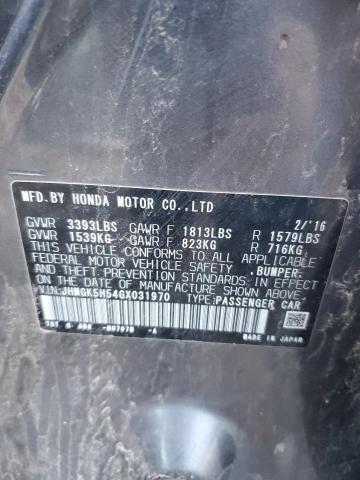 MFD.BY HONDA MOTOR CO.,LTD 2/'16
GVWR 3393LBS GAWR F 1813LBS R 1579LBS
GVWR 1539KG GAWR F 823KG R 716KG
THIS VEHICLE CONFORMS TO ALL APPLICABLE
FEDERAL MOTOR VEHICLE SAFETY, BUMPER,
AND THEFT PREVENTION STANDARDS IN EFFECT
ON THE DATE OF MANUFACTURE SHOWN ABOVE.
VIN:JHMGK5H54GX031970 TYPE:PASSENGER CAR
-A MADE IN JAPAN